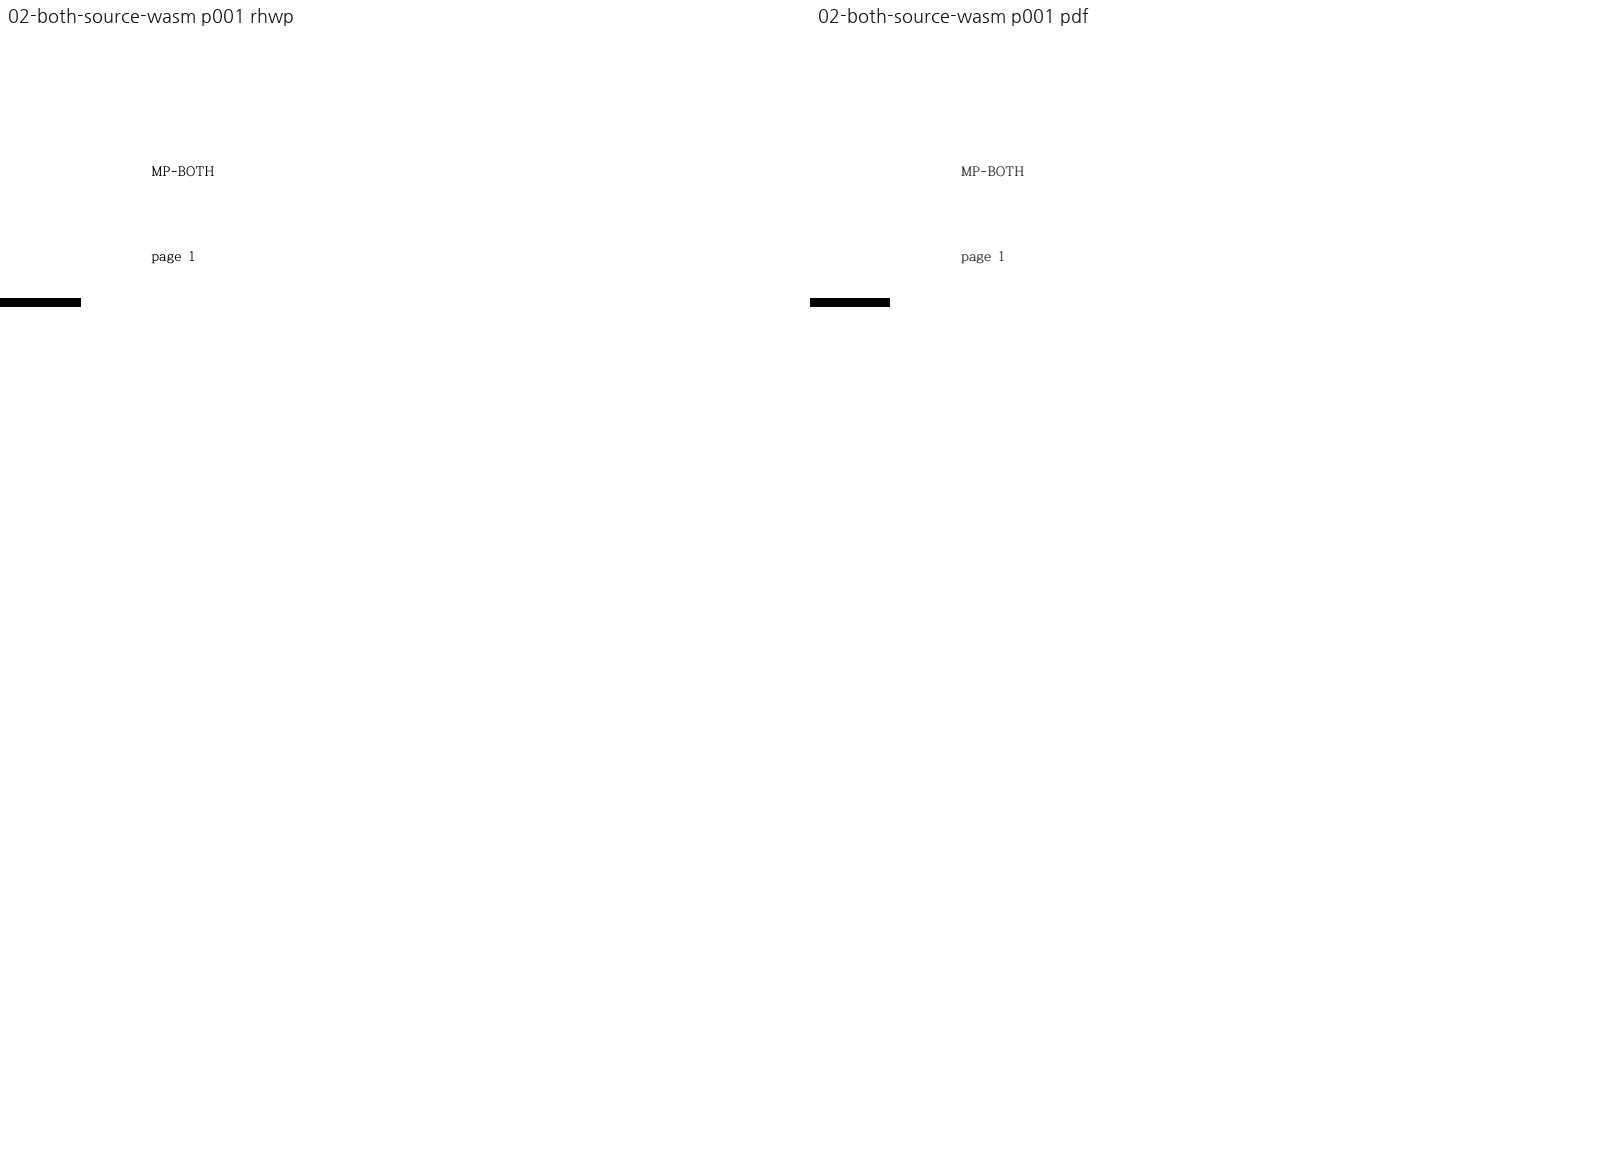 02-both-source-wasm p001 rhwp
02-both-source-wasm p001 pdf
MP-BOTH
MP-BOTH
page 1
page 1